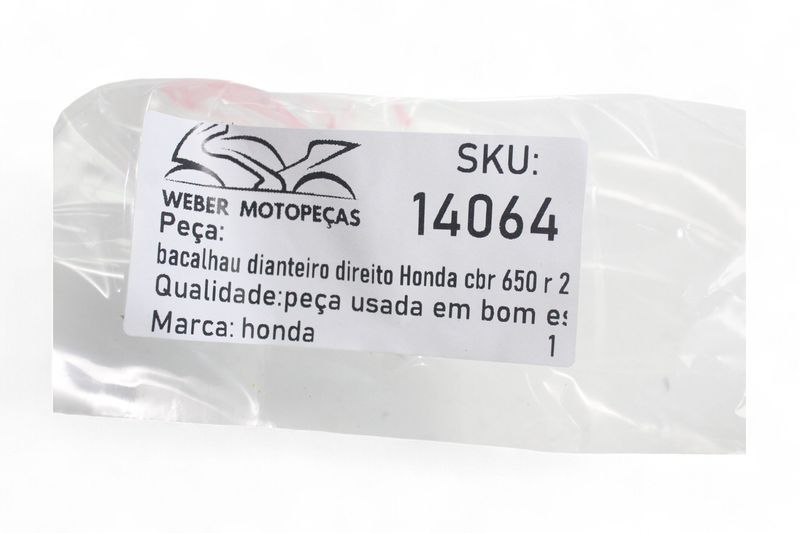 WEBER MOTOPEÇAS
SKU:
14064
Peça:
bacalhau dianteiro direito Honda cbr 650 r 2
Qualidade:peça usada em bom es
Marca: honda
1